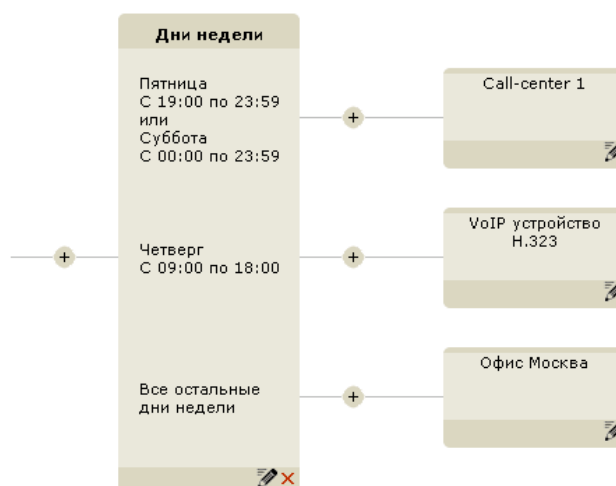 Дни недели
Пятница
С 19:00 по 23:59
или
Суббота
С 00:00 по 23:59
Call-center 1
Четверг
С 09:00 по 18:00
VoIP устройство
H.323
Все остальные
дни недели
Офис Москва